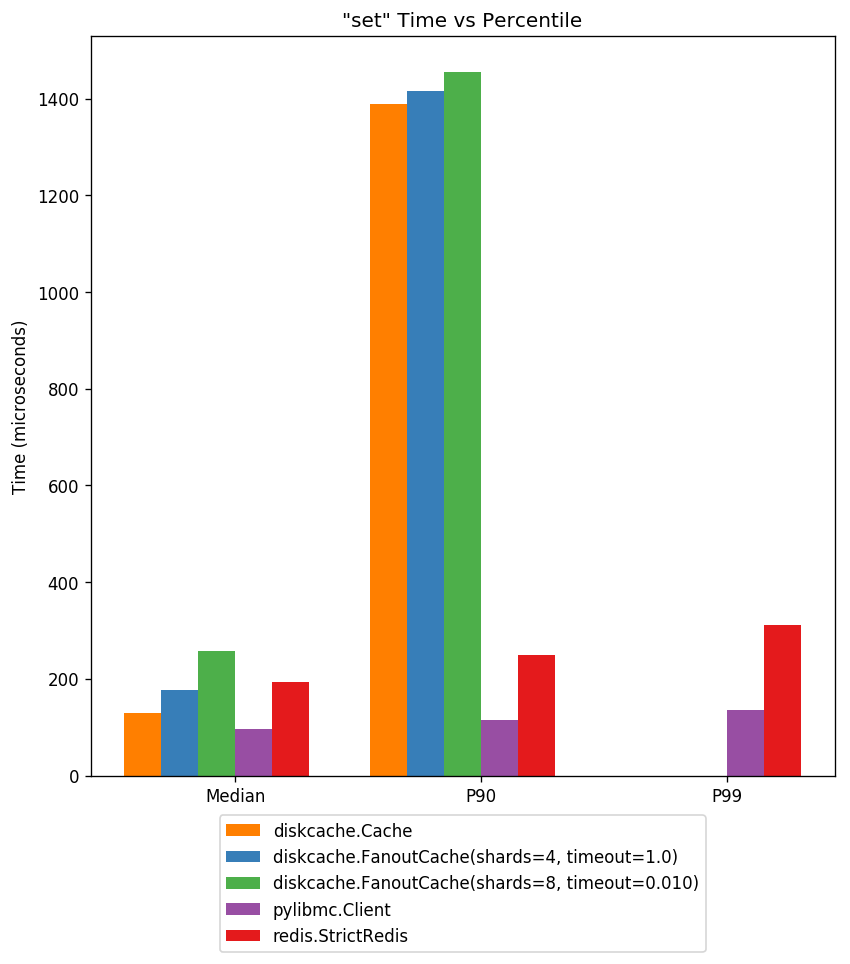 "set" Time vs Percentile
Time (microseconds)
1400
1200
1000
800
600
400
200
0
Median
P90
P99
diskcache.Cache
diskcache.FanoutCache(shards=4, timeout=1.0)
diskcache.FanoutCache(shards=8, timeout=0.010)
pylibmc.Client
redis.StrictRedis